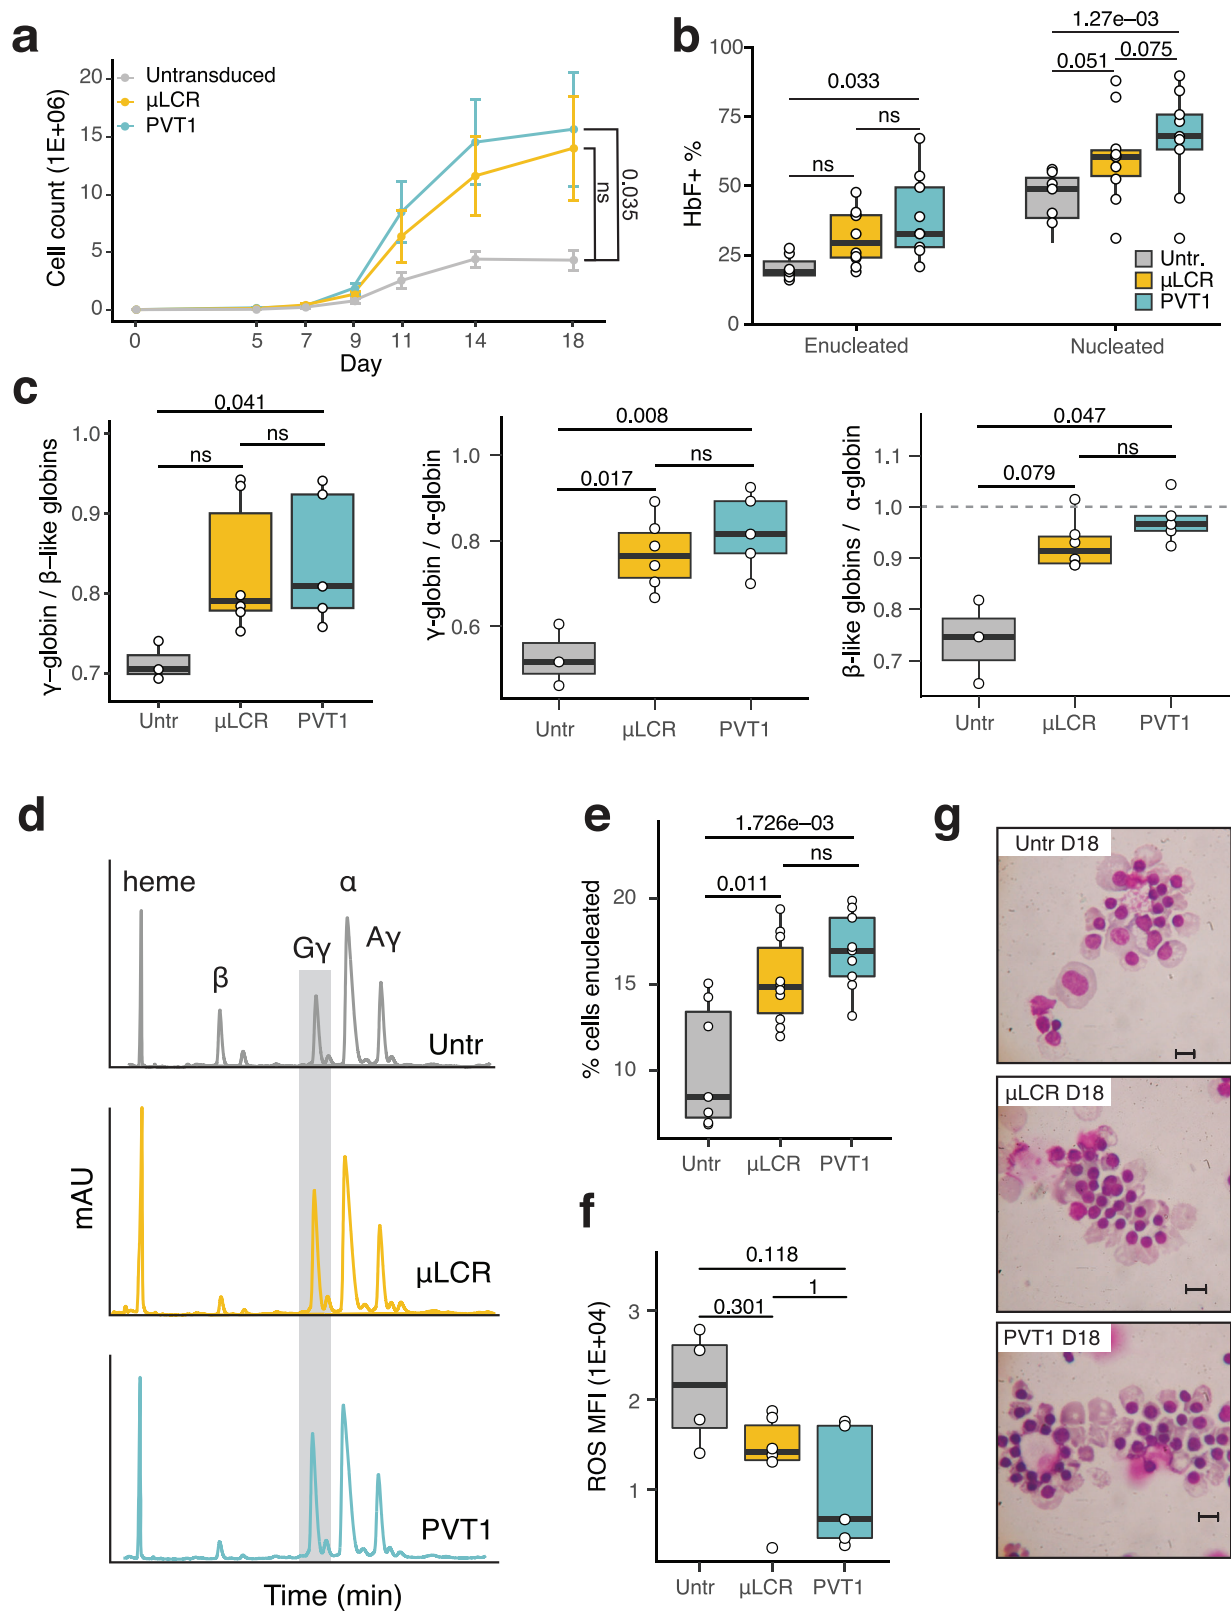 a
Untransduced
µLCR
PVT1
Cell count (1E+06)
20
15
10
5
0
0 5 7 9 11 14 18
Day
ns
0.035
b
HbF+ %
100
75
50
25
0
0.033
ns
ns
1.27e−03
0.075
0.051
Untr.
µLCR
PVT1
Enucleated Nucleated
c
γ−globin / β−like globins
1.0
0.9
0.8
0.7
0.041
ns
ns
Untr µLCR PVT1
γ-globin / α-globin
1.0
0.8
0.6
0.008
ns
0.017
Untr µLCR PVT1
β-like globins / α-globin
1.1
1.0
0.9
0.8
0.7
0.047
ns
0.079
Untr µLCR PVT1
d
mAU
heme
β
Gγ
α
Aγ
Untr
µLCR
PVT1
Time (min)
e
% cells enucleated
20
15
10
1.726e−03
ns
0.011
Untr µLCR PVT1
f
ROS MFI (1E+04)
3
2
1
0.118
1
0.301
Untr µLCR PVT1
g
Untr D18
µLCR D18
PVT1 D18